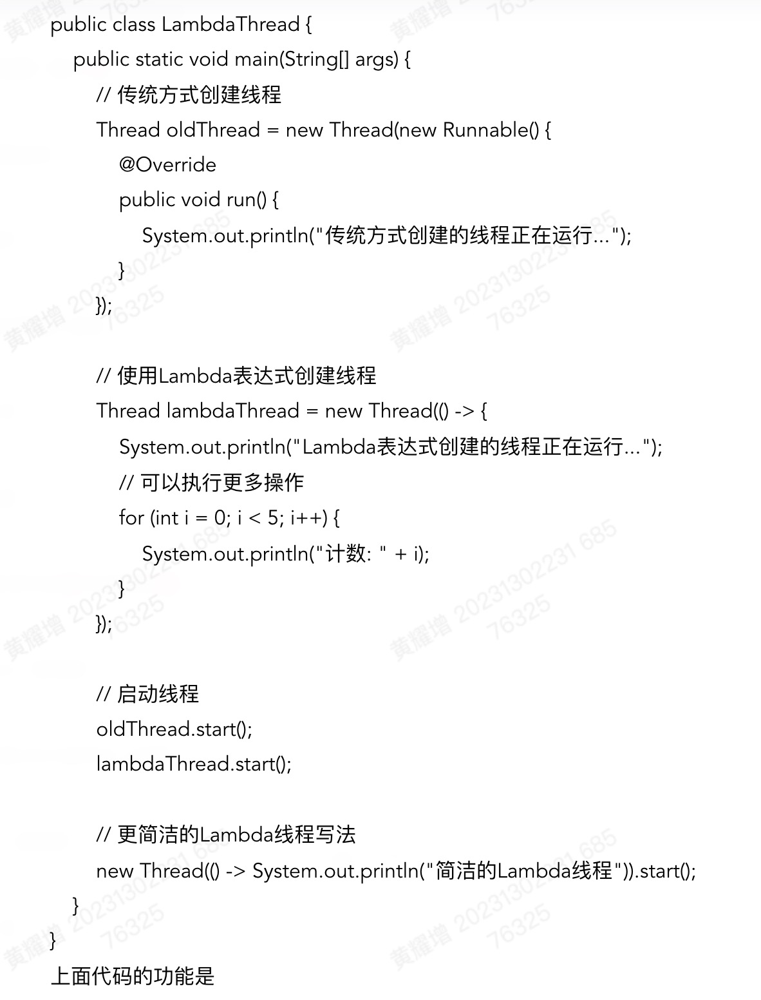 public class LambdaThread {
public static void main(String[] args) {
// 传统方式创建线程
Thread oldThread = new Thread(new Runnable() {
@Override
public void run() {
System.out.println("传统方式创建的线程正在运行...");
}
});
// 使用Lambda表达式创建线程
Thread lambdaThread = new Thread(() -> {
System.out.println("Lambda表达式创建的线程正在运行...");
// 可以执行更多操作
for (int i = 0; i < 5; i++) {
System.out.println("计数: " + i);
}
});
// 启动线程
oldThread.start();
lambdaThread.start();
// 更简洁的Lambda线程写法
new Thread(() -> System.out.println("简洁的Lambda线程")).start();
}
}
上面代码的功能是
黄耀增 20231302231 685
76325